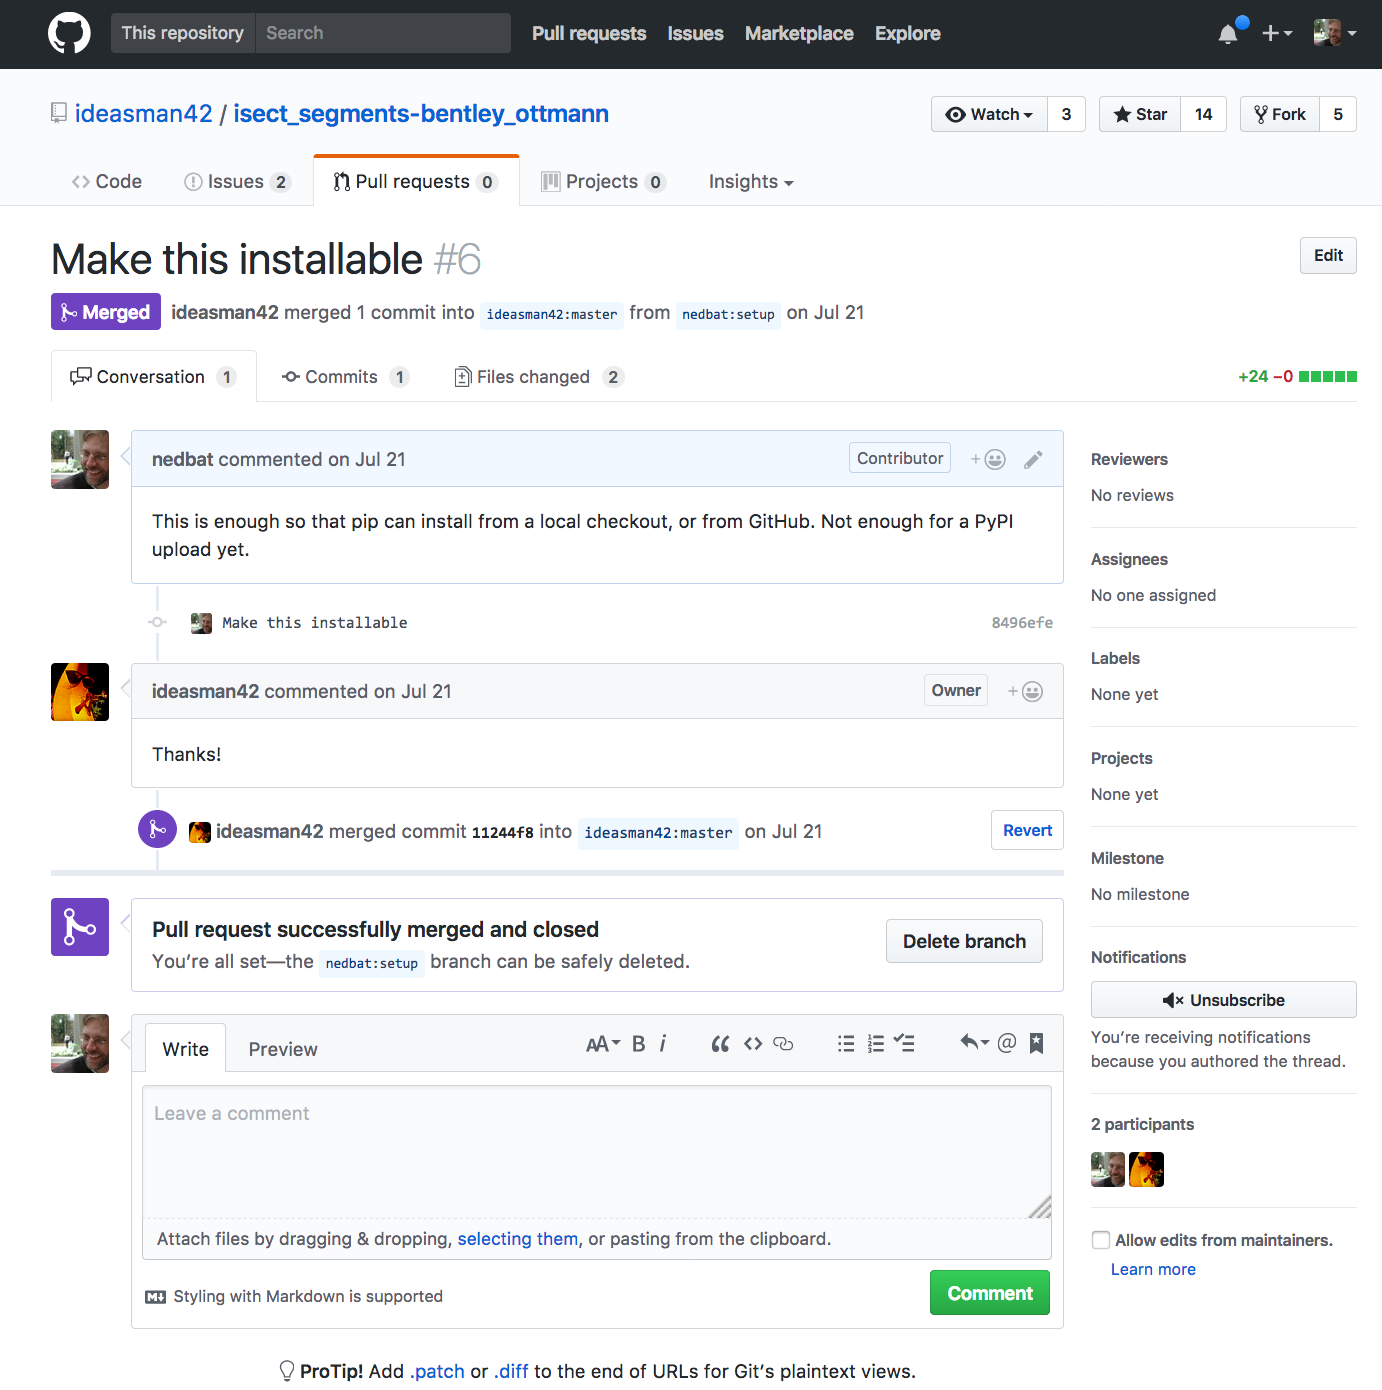 This repository Search Pull requests Issues Marketplace Explore
ideasman42 / isect_segments-bentley_ottmann
Watch 3 Star 14 Fork 5
Code Issues 2 Pull requests 0 Projects 0 Insights
Make this installable #6
Edit
Merged ideasman42 merged 1 commit into ideasman42:master from nedbat:setup on Jul 21
Conversation 1 Commits 1 Files changed 2
+24 −0
nedbat commented on Jul 21
Contributor +
This is enough so that pip can install from a local checkout, or from GitHub. Not enough for a PyPI
upload yet.
Make this installable 8496efe
ideasman42 commented on Jul 21
Owner +
Thanks!
ideasman42 merged commit 11244f8 into ideasman42:master on Jul 21
Revert
Pull request successfully merged and closed
You're all set—the nedbat:setup branch can be safely deleted.
Delete branch
Write Preview
AA B i “ <> @
Leave a comment
Attach files by dragging & dropping, selecting them, or pasting from the clipboard.
M Styling with Markdown is supported
Comment
ProTip! Add .patch or .diff to the end of URLs for Git's plaintext views.
Reviewers
No reviews
Assignees
No one assigned
Labels
None yet
Projects
None yet
Milestone
No milestone
Notifications
Unsubscribe
You're receiving notifications
because you authored the thread.
2 participants
Allow edits from maintainers.
Learn more